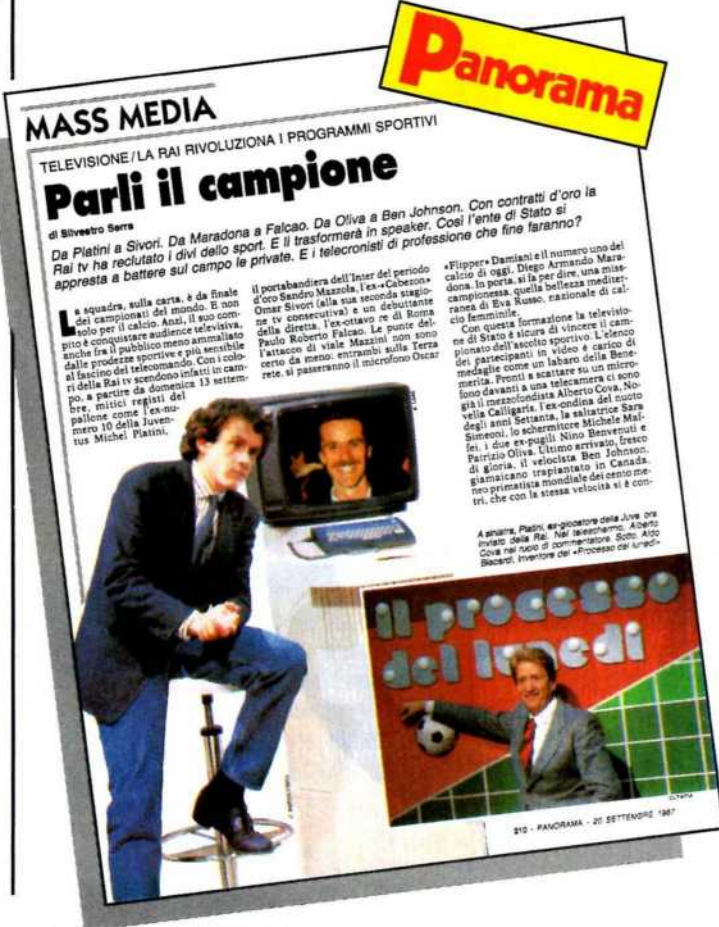 Panorama
MASS MEDIA
TELEVISIONE/LA RAI RIVOLUZIONA I PROGRAMMI SPORTIVI
Parli il campione
di Silvestro Serra
Da Platini a Sivori. Da Maradona a Falcao. Da Oliva a Ben Johnson. Con contratti d'oro la
Rai tv ha reclutato i divi dello sport. E li trasformerà in speaker. Così l'ente di Stato si
appresta a battere sul campo le private. E i telecronisti di professione che fine faranno?
La squadra, sulla carta, è da finale
dei campionati del mondo. E non
solo per il calcio. Anzi, il suo com-
pito è conquistare audience televisiva,
anche fra il pubblico meno ammaliato
dalle prodezze sportive e più sensibile
al fascino del telecomando. Con i colo-
ri della Rai tv scendono infatti in cam-
po, a partire da domenica 13 settem-
bre, mitici registi del
pallone come l'ex-nu-
mero 10 della Juven-
tus Michel Platini,
il portabandiera dell'Inter del periodo
d'oro Sandro Mazzola, l'ex-«Cabezon»
Omar Sivori (alla sua seconda stagio-
ne tv consecutiva) e un debuttante
della diretta, l'ex-ottavo re di Roma
Paulo Roberto Falcao. Le punte del-
l'attacco di viale Mazzini non sono
certo da meno: entrambi sulla Terza
rete, si passeranno il microfono Oscar
«Flipper» Damiani e il numero uno del
calcio di oggi, Diego Armando Mara-
dona. In porta, si fa per dire, una miss-
campionessa, quella bellezza mediter-
ranea di Eva Russo, nazionale di cal-
cio femminile.
Con questa formazione la televisio-
ne di Stato è sicura di vincere il cam-
pionato dell'ascolto sportivo. L'elenco
dei partecipanti in video è carico di
medaglie come un labaro della Bene-
merita. Pronti a scattare su un micro-
fono davanti a una telecamera ci sono
già il mezzofondista Alberto Cova, No-
vella Calligaris, l'ex-ondina del nuoto
degli anni Settanta, la saltatrice Sara
Simeoni, lo schermitore Michele Maf-
fei, i due ex-pugili Nino Benvenuti e
Patrizio Oliva. Ultimo arrivato, fresco
di gloria, il velocista Ben Johnson,
giamaicano trapiantato in Canada,
neo primatista mondiale dei cento me-
tri, che con la stessa velocità si è con-
A sinistra, Platini, ex-giocatore della Juve, ora
inviato della Rai. Nel teleschermo, Alberto
Cova nel ruolo di commentatore. Sotto, Aldo
Biscardi, inventore del «Processo del lunedì»
il processo
del lunedì
OLYMPIA
210 - PANORAMA - 20 SETTEMBRE 1987